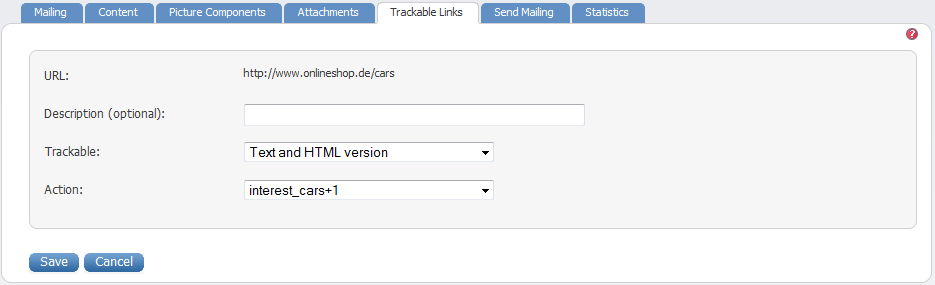 Mailing Content Picture Components Attachments Trackable Links Send Mailing Statistics
?
URL: http://www.onlineshop.de/cars
Description (optional):
Trackable: Text and HTML version
Action: interest_cars+1
Save Cancel